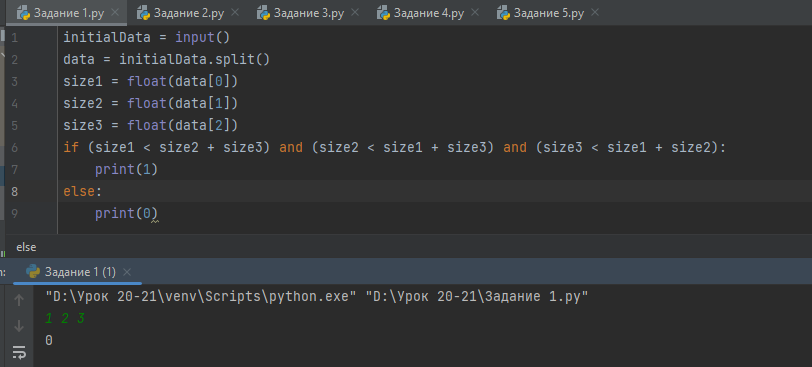 Задание 1.py Задание 2.py Задание 3.py Задание 4.py Задание 5.py
1 initialData = input()
2 data = initialData.split()
3 size1 = float(data[0])
4 size2 = float(data[1])
5 size3 = float(data[2])
6 if (size1 < size2 + size3) and (size2 < size1 + size3) and (size3 < size1 + size2):
7 print(1)
8 else:
9 print(0)
else
Задание 1 (1)
"D:\Урок 20-21\venv\Scripts\python.exe" "D:\Урок 20-21\Задание 1.py"
1 2 3
0